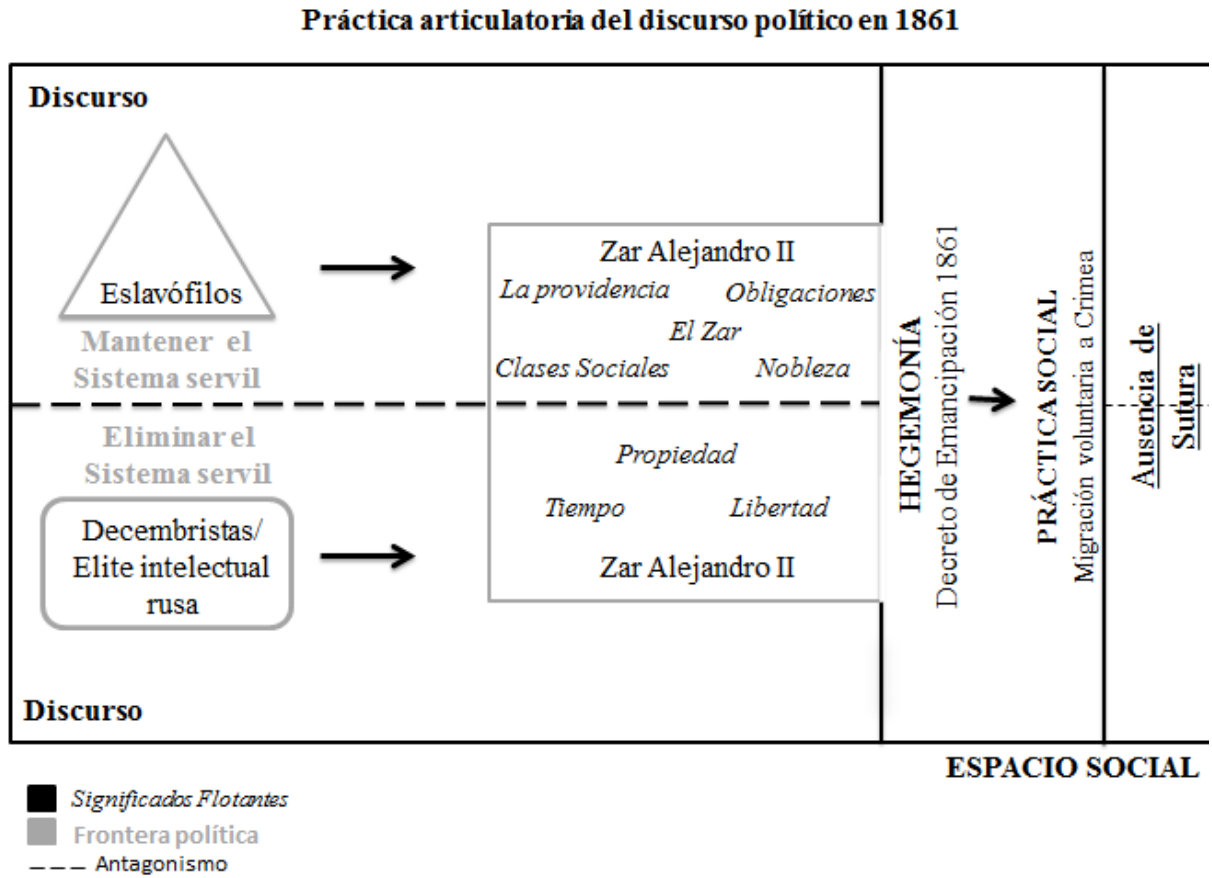 Práctica articulatoria del discurso político en 1861
Discurso
Eslavófilos
Mantener el
Sistema servil
Eliminar el
Sistema servil
Decembristas/
Elite intelectual
rusa
Discurso
Zar Alejandro II
La providencia Obligaciones
El Zar
Clases Sociales Nobleza
Propiedad
Tiempo Libertad
Zar Alejandro II
HEGEMONÍA
Decreto de Emancipación 1861
PRÁCTICA SOCIAL
Migración voluntaria a Crimea
Ausencia de
Sutura
ESPACIO SOCIAL
Significados Flotantes
Frontera política
Antagonismo